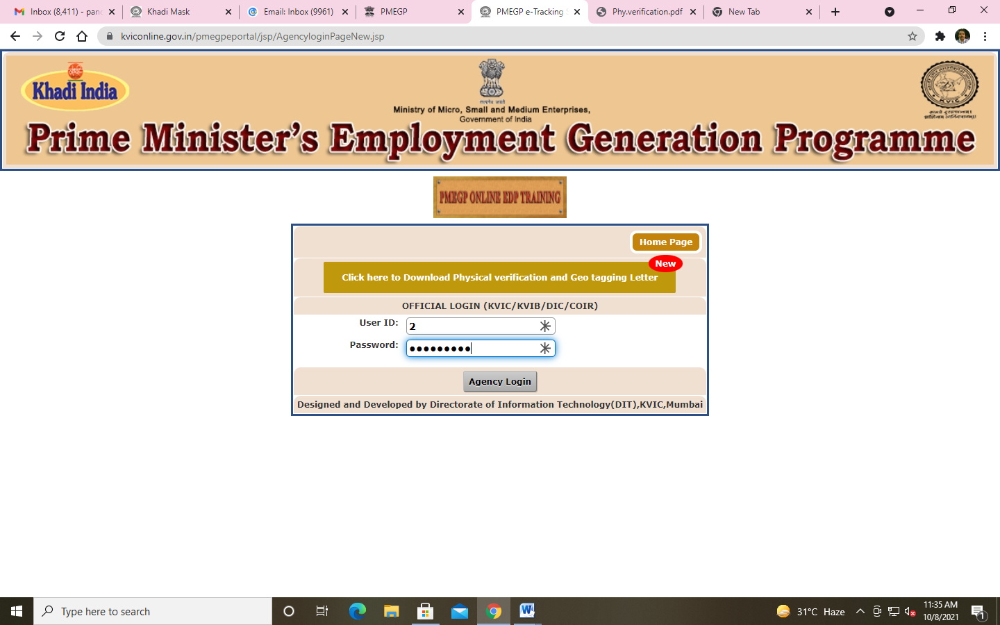 Inbox (8,411) - pand
Khadi Mask
Email: Inbox (9961)
PMEGP
PMEGP e-Tracking S
Phy.verification.pdf
New Tab
kviconline.gov.in/pmegpeportal/jsp/AgencyloginPageNew.jsp
Khadi India
सत्यमेव जयते
Ministry of Micro, Small and Medium Enterprises,
Government of India
KVIC
Prime Minister's Employment Generation Programme
PMEGP ONLINE EDP TRAINING
Home Page
New
Click here to Download Physical verification and Geo tagging Letter
OFFICIAL LOGIN (KVIC/KVIB/DIC/COIR)
User ID: 2
Password: •••••••••
Agency Login
Designed and Developed by Directorate of Information Technology(DIT),KVIC,Mumbai
Type here to search
31°C Haze
11:35 AM
10/8/2021
1